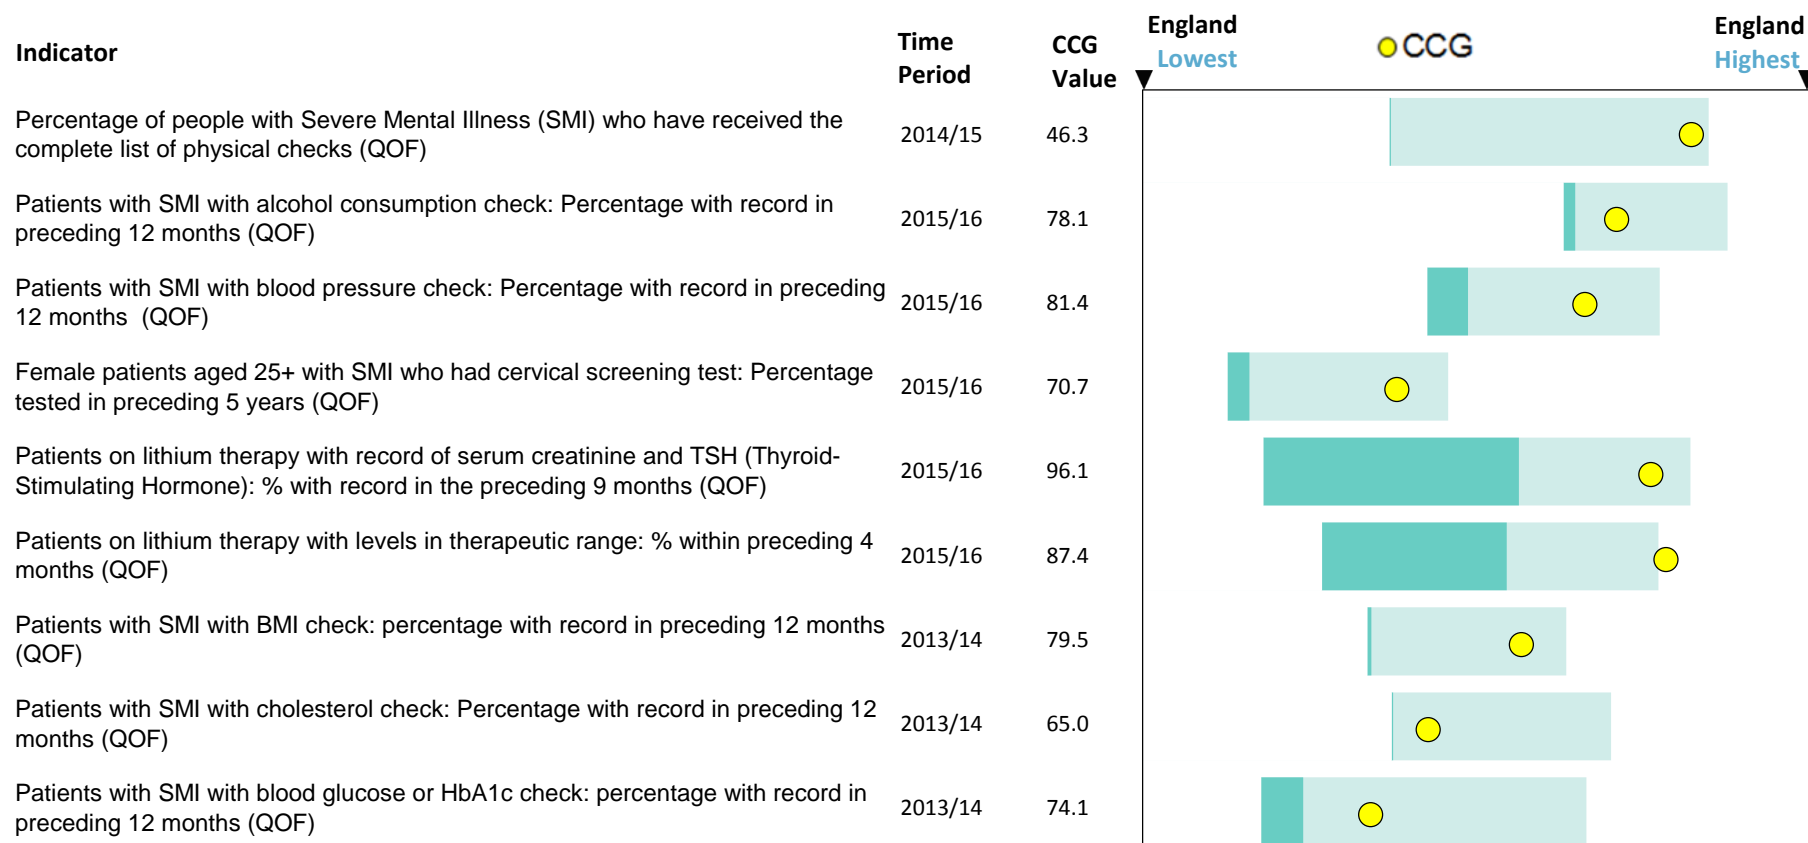 Indicator
Time Period
CCG Value
England Lowest
CCG
England Highest
Percentage of people with Severe Mental Illness (SMI) who have received the
complete list of physical checks (QOF)
2014/15
46.3
Patients with SMI with alcohol consumption check: Percentage with record in
preceding 12 months (QOF)
2015/16
78.1
Patients with SMI with blood pressure check: Percentage with record in preceding
12 months  (QOF)
2015/16
81.4
Female patients aged 25+ with SMI who had cervical screening test: Percentage
tested in preceding 5 years (QOF)
2015/16
70.7
Patients on lithium therapy with record of serum creatinine and TSH (Thyroid-
Stimulating Hormone): % with record in the preceding 9 months (QOF)
2015/16
96.1
Patients on lithium therapy with levels in therapeutic range: % within preceding 4
months (QOF)
2015/16
87.4
Patients with SMI with BMI check: percentage with record in preceding 12 months
(QOF)
2013/14
79.5
Patients with SMI with cholesterol check: Percentage with record in preceding 12
months (QOF)
2013/14
65.0
Patients with SMI with blood glucose or HbA1c check: percentage with record in
preceding 12 months (QOF)
2013/14
74.1